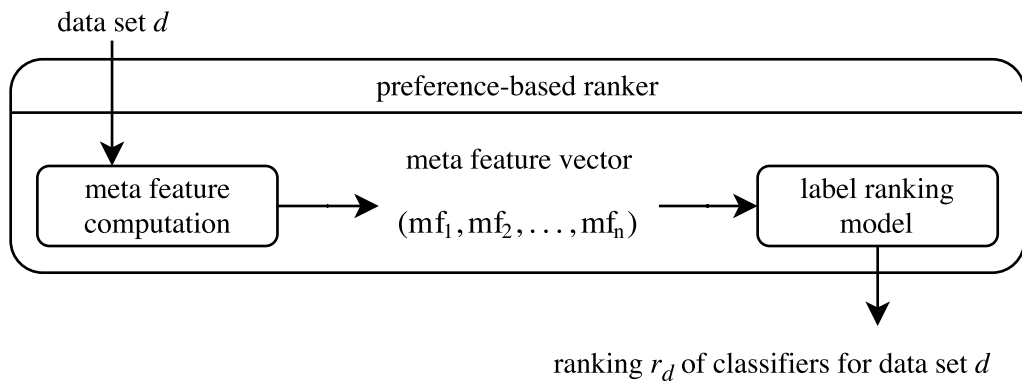 data set d
preference-based ranker
meta feature
computation
meta feature vector
(mf₁, mf₂, . . . , mfₙ)
label ranking
model
ranking r_d of classifiers for data set d